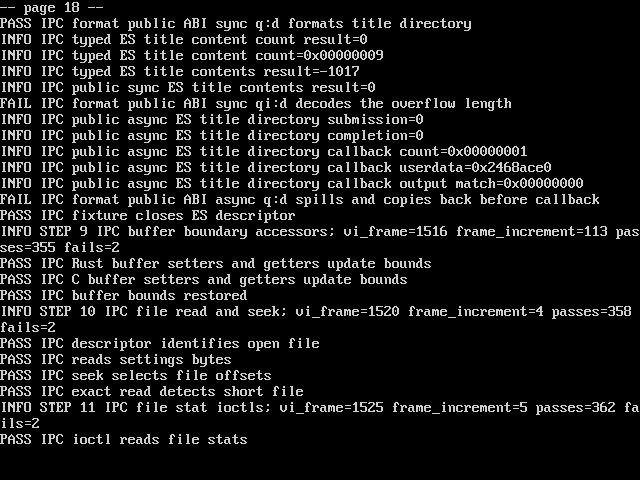 -- page 18 --
PASS IPC format public ABI sync q:d formats title directory
INFO IPC typed ES title content count result=0
INFO IPC typed ES title content count=0x00000009
INFO IPC typed ES title contents result=-1017
INFO IPC public sync ES title contents result=0
FAIL IPC format public ABI sync qi:d decodes the overflow length
INFO IPC public async ES title directory submission=0
INFO IPC public async ES title directory completion=0
INFO IPC public async ES title directory callback count=0x00000001
INFO IPC public async ES title directory callback userdata=0x2468ace0
INFO IPC public async ES title directory callback output match=0x00000000
FAIL IPC format public ABI async q:d spills and copies back before callback
PASS IPC fixture closes ES descriptor
INFO STEP 9 IPC buffer boundary accessors; vi_frame=1516 frame_increment=113 pas
ses=355 fails=2
PASS IPC Rust buffer setters and getters update bounds
PASS IPC C buffer setters and getters update bounds
PASS IPC buffer bounds restored
INFO STEP 10 IPC file read and seek; vi_frame=1520 frame_increment=4 passes=358
fails=2
PASS IPC descriptor identifies open file
PASS IPC reads settings bytes
PASS IPC seek selects file offsets
PASS IPC exact read detects short file
INFO STEP 11 IPC file stat ioctls; vi_frame=1525 frame_increment=5 passes=362 fa
ils=2
PASS IPC ioctl reads file stats